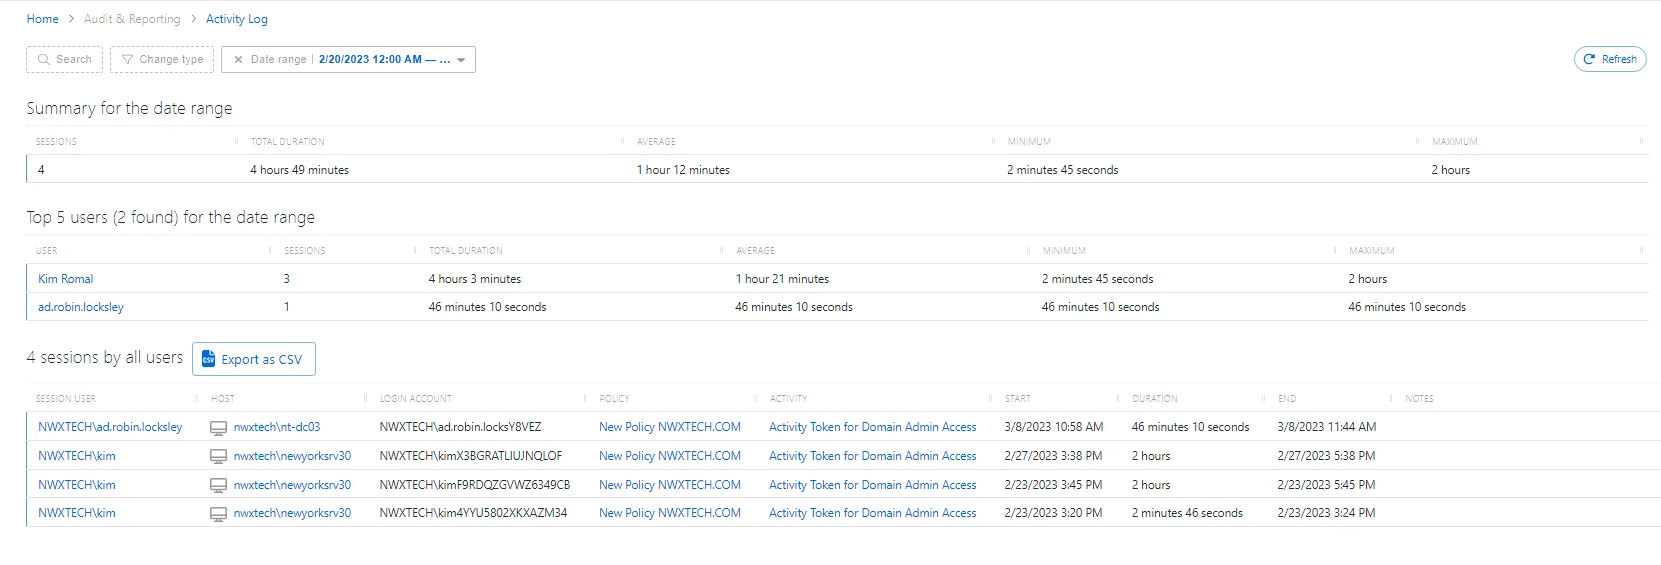 Home > Audit & Reporting > Activity Log
Search Change type × Date range | 2/20/2023 12:00 AM — ... Refresh
Summary for the date range
SESSIONS TOTAL DURATION AVERAGE MINIMUM MAXIMUM
4 4 hours 49 minutes 1 hour 12 minutes 2 minutes 45 seconds 2 hours
Top 5 users (2 found) for the date range
USER SESSIONS TOTAL DURATION AVERAGE MINIMUM MAXIMUM
Kim Romal 3 4 hours 3 minutes 1 hour 21 minutes 2 minutes 45 seconds 2 hours
ad.robin.locksley 1 46 minutes 10 seconds 46 minutes 10 seconds 46 minutes 10 seconds 46 minutes 10 seconds
4 sessions by all users CSV Export as CSV
SESSION USER HOST LOGIN ACCOUNT POLICY ACTIVITY START DURATION END NOTES
NWXTECH\ad.robin.locksley nwxtech\nt-dc03 NWXTECH\ad.robin.locksY8VEZ New Policy NWXTECH.COM Activity Token for Domain Admin Access 3/8/2023 10:58 AM 46 minutes 10 seconds 3/8/2023 11:44 AM
NWXTECH\kim nwxtech\newyorksrv30 NWXTECH\kimX3BGRATLIUJNQLOF New Policy NWXTECH.COM Activity Token for Domain Admin Access 2/27/2023 3:38 PM 2 hours 2/27/2023 5:38 PM
NWXTECH\kim nwxtech\newyorksrv30 NWXTECH\kimF9RDQZGVWZ6349CB New Policy NWXTECH.COM Activity Token for Domain Admin Access 2/23/2023 3:45 PM 2 hours 2/23/2023 5:45 PM
NWXTECH\kim nwxtech\newyorksrv30 NWXTECH\kim4YYU5802XKXAZM34 New Policy NWXTECH.COM Activity Token for Domain Admin Access 2/23/2023 3:20 PM 2 minutes 46 seconds 2/23/2023 3:24 PM